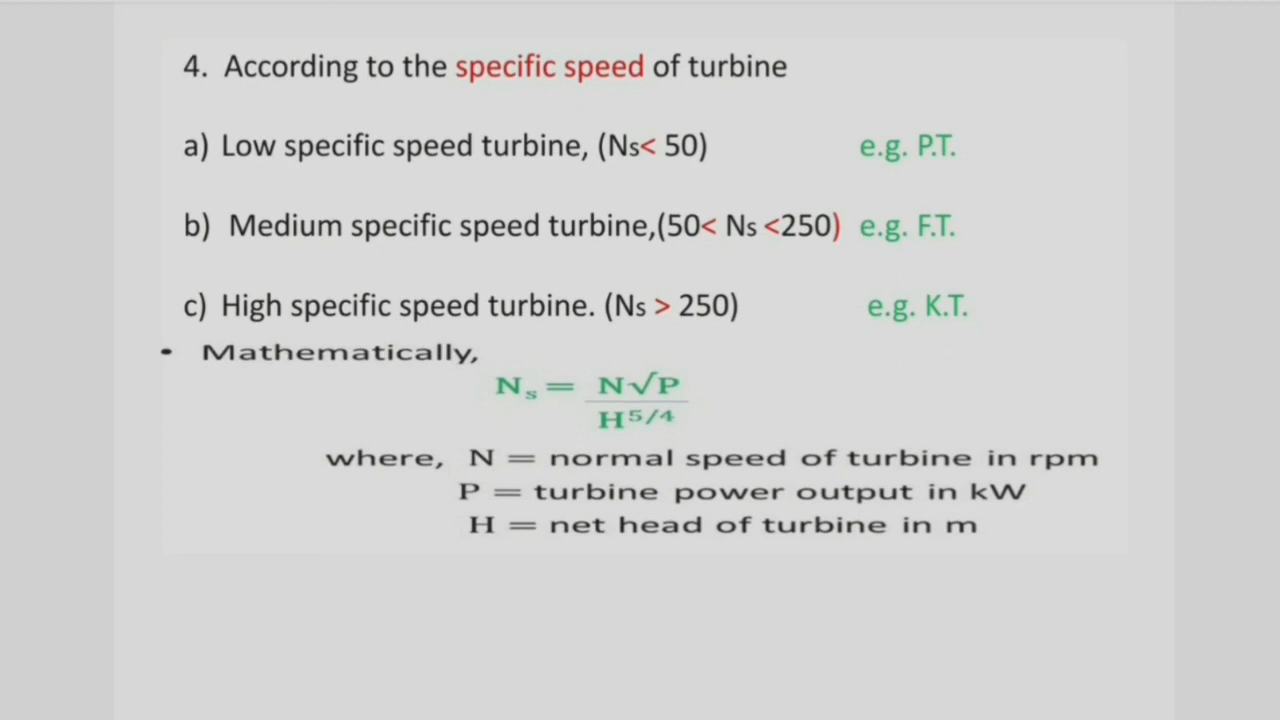 4. According to the specific speed of turbine
a) Low specific speed turbine, (Ns< 50) e.g. P.T.
b) Medium specific speed turbine,(50< Ns <250) e.g. F.T.
c) High specific speed turbine. (Ns > 250) e.g. K.T.
• Mathematically,
Ns = N√P
H5/4
where, N = normal speed of turbine in rpm
P = turbine power output in kW
H = net head of turbine in m